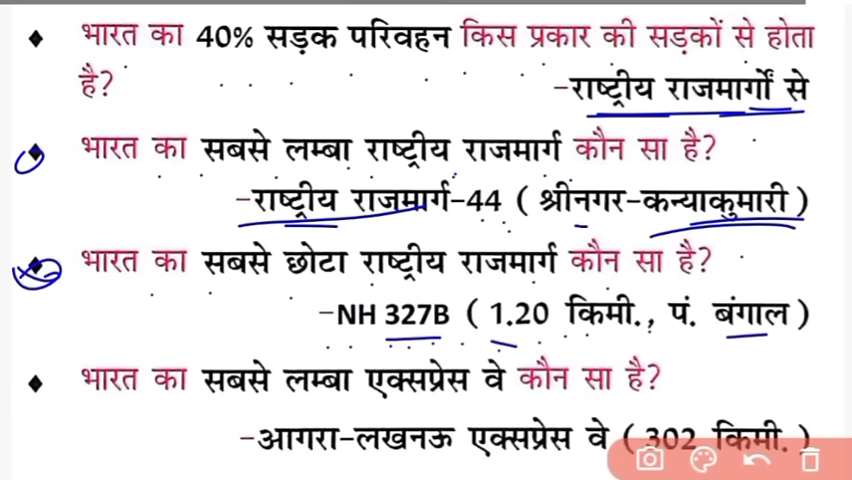 भारत का 40% सड़क परिवहन किस प्रकार की सड़कों से होता
है?
-राष्ट्रीय राजमार्गों से
भारत का सबसे लम्बा राष्ट्रीय राजमार्ग कौन सा है?
-राष्ट्रीय राजमार्ग-44 ( श्रीनगर-कन्याकुमारी )
भारत का सबसे छोटा राष्ट्रीय राजमार्ग कौन सा है?
-NH 327B ( 1.20 किमी., पं. बंगाल )
भारत का सबसे लम्बा एक्सप्रेस वे कौन सा है?
-आगरा-लखनऊ एक्सप्रेस वे ( 302 किमी. )